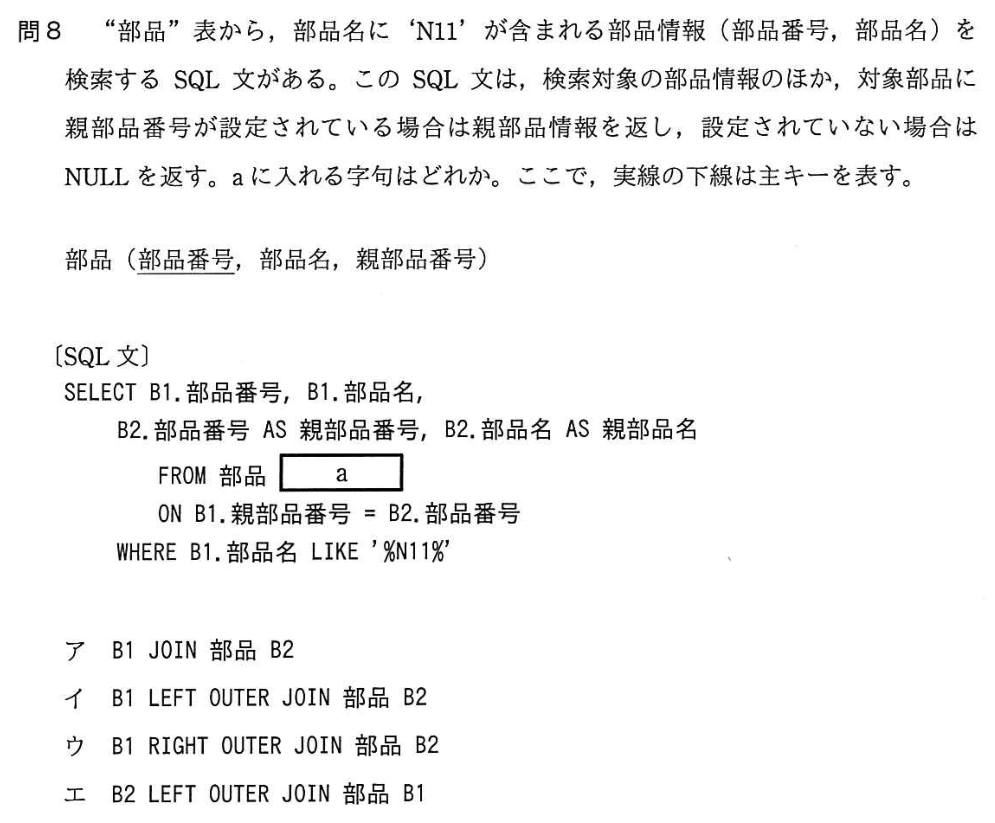 問8 “部品”表から，部品名に‘N11’が含まれる部品情報（部品番号，部品名）を
検索する SQL 文がある。この SQL 文は，検索対象の部品情報のほか，対象部品に
親部品番号が設定されている場合は親部品情報を返し，設定されていない場合は
NULL を返す。a に入れる字句はどれか。ここで，実線の下線は主キーを表す。
部品（部品番号，部品名，親部品番号）
〔SQL 文〕
SELECT B1.部品番号, B1.部品名,
B2.部品番号 AS 親部品番号, B2.部品名 AS 親部品名
FROM 部品 a
ON B1.親部品番号 = B2.部品番号
WHERE B1.部品名 LIKE '%N11%'
ア B1 JOIN 部品 B2
イ B1 LEFT OUTER JOIN 部品 B2
ウ B1 RIGHT OUTER JOIN 部品 B2
エ B2 LEFT OUTER JOIN 部品 B1